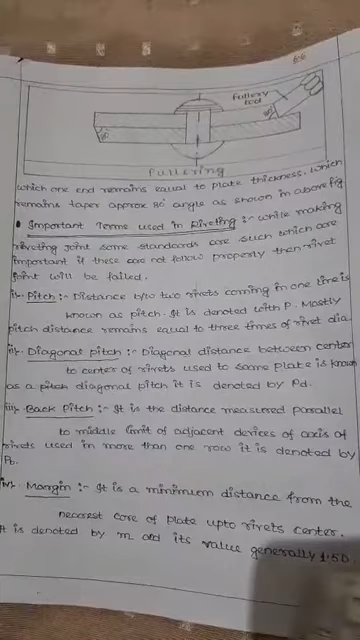 6.6
Fullery
tool
80°
80°
Fullering
which one end remains equal to plate thickness. which
remains taper approx 80° angle as shown in above fig
• Important Terms used in Riveting :- while making
riveting joint some standards are such which are
important if these are not follow properly then rivet
joint will be failed.
i) Pitch :- Distance b/w two rivets coming in one line is
known as pitch. It is denoted with P. Mostly
pitch distance remains equal to three times of rivet dia.
ii) Diagonal pitch :- Diagonal distance between center
to center of rivets used to same plate is known
as a pitch diagonal pitch it is denoted by Pd.
iii) Back Pitch :- It is the distance measured parallel
to middle limit of adjacent devices of axis of
rivets used in more than one row it is denoted by
Pb.
iv) Margin :- It is a minimum distance from the
nearest core of plate upto rivets center.
It is denoted by m and its value generally 1.5D.